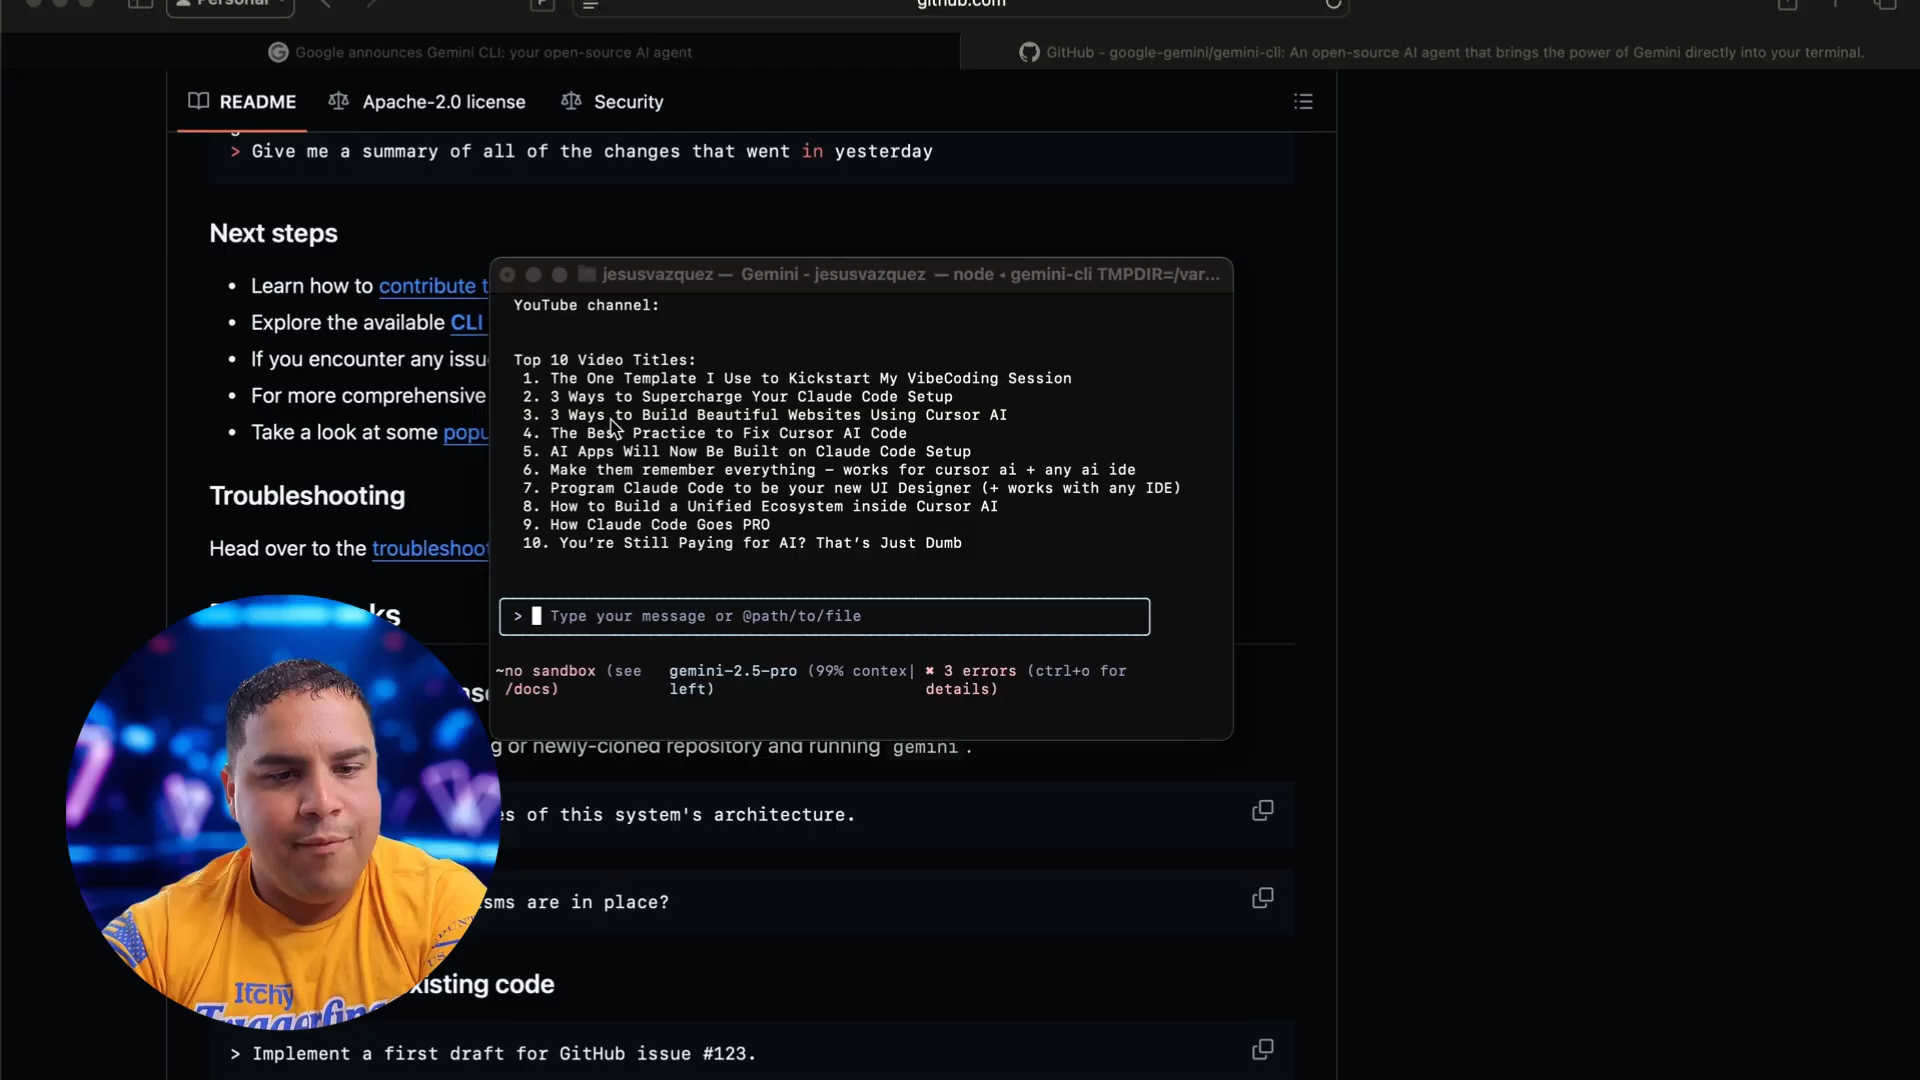 Personal
github.com
Google announces Gemini CLI: your open-source AI agent
GitHub - google-gemini/gemini-cli: An open-source AI agent that brings the power of Gemini directly into your terminal.
README
Apache-2.0 license
Security
> Give me a summary of all of the changes that went in yesterday
Next steps
Learn how to contribute t
Explore the available CLI
If you encounter any issu
For more comprehensive
Take a look at some popu
Troubleshooting
Head over to the troubleshoot
jesusvazquez — Gemini - jesusvazquez — node ◂ gemini-cli TMPDIR=/var...
YouTube channel:
Top 10 Video Titles:
1. The One Template I Use to Kickstart My VibeCoding Session
2. 3 Ways to Supercharge Your Claude Code Setup
3. 3 Ways to Build Beautiful Websites Using Cursor AI
4. The Best Practice to Fix Cursor AI Code
5. AI Apps Will Now Be Built on Claude Code Setup
6. Make them remember everything – works for cursor ai + any ai ide
7. Program Claude Code to be your new UI Designer (+ works with any IDE)
8. How to Build a Unified Ecosystem inside Cursor AI
9. How Claude Code Goes PRO
10. You're Still Paying for AI? That's Just Dumb
> Type your message or @path/to/file
~no sandbox (see /docs)
gemini-2.5-pro (99% contex| left)
✖ 3 errors (ctrl+o for details)
g or newly-cloned repository and running gemini .
es of this system's architecture.
isms are in place?
xisting code
> Implement a first draft for GitHub issue #123.
Itchy